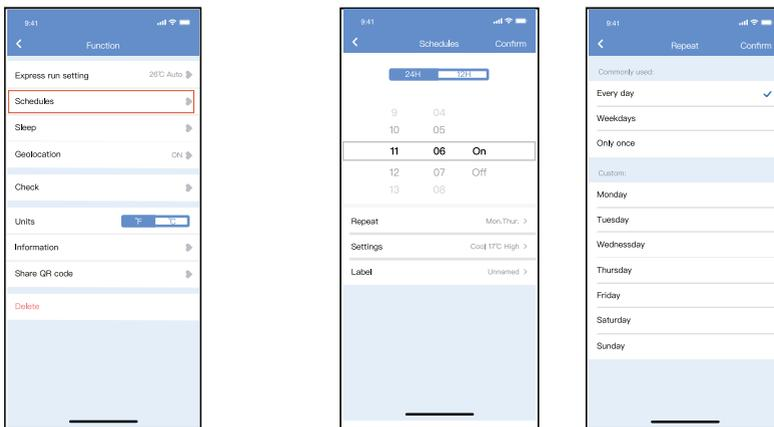 9:41
Function
Express run setting 26℃ Auto
Schedules
Sleep
Geolocation ON
Check
Units °F ℃
Information
Share QR code
Delete
9:41
Schedules Confirm
24H 12H
9 04
10 05
11 06 On
12 07 Off
13 08
Repeat Mon.Thur. >
Settings Cool 17℃ High >
Label Unnamed >
9:41
Repeat Confirm
Commonly used:
Every day
Weekdays
Only once
Custom:
Monday
Tuesday
Wednessday
Thursday
Friday
Saturday
Sunday